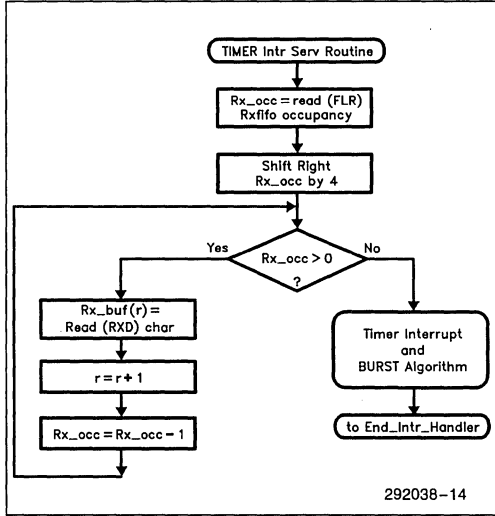 TIMER Intr Serv Routine
Rx_occ = read (FLR)
Rxfifo occupancy
Shift Right
Rx_occ by 4
Yes
Rx_occ > 0
?
No
Rx_buf(r)=
Read (RXD) char
r = r + 1
Rx_occ = Rx_occ − 1
Timer Interrupt
and
BURST Algorithm
to End_Intr_Handler
292038–14